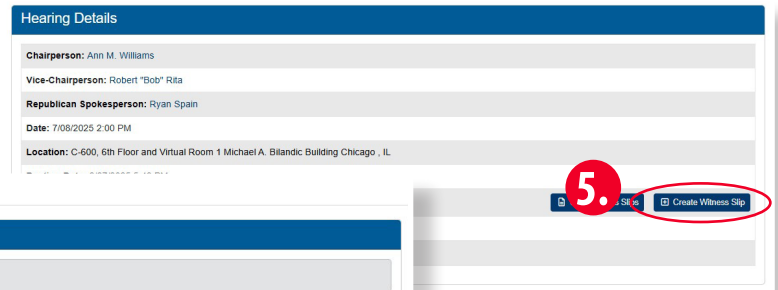 Hearing Details
Chairperson: Ann M. Williams
Vice-Chairperson: Robert "Bob" Rita
Republican Spokesperson: Ryan Spain
Date: 7/08/2025 2:00 PM
Location: C-600, 6th Floor and Virtual Room 1 Michael A. Bilandic Building Chicago , IL
5.
Slips
Create Witness Slip